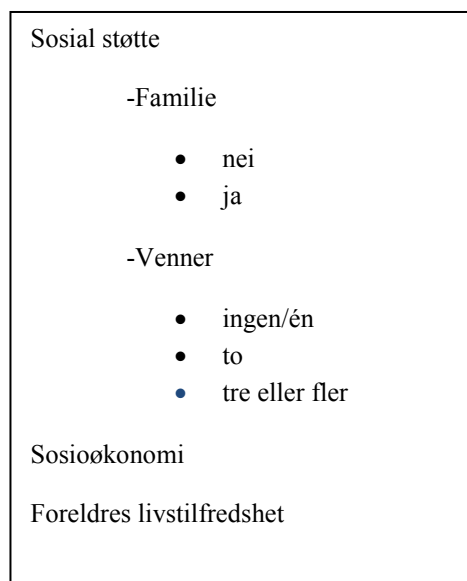 Sosial støtte
-Familie
• nei
• ja
-Venner
• ingen/én
• to
• tre eller fler
Sosioøkonomi
Foreldres livstilfredshet